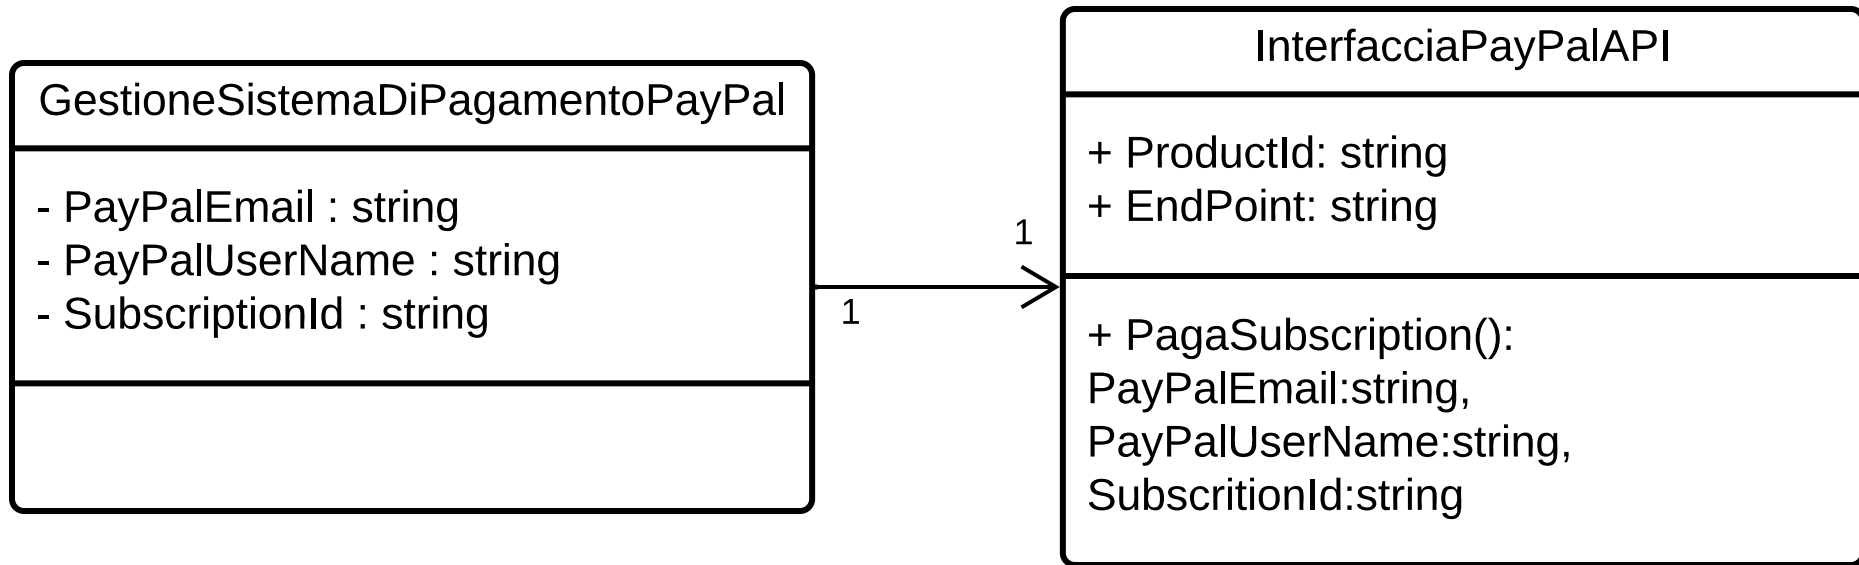 GestioneSistemaDiPagamentoPayPal
- PayPalEmail : string
- PayPalUserName : string
- SubscriptionId : string
1
1
InterfacciaPayPalAPI
+ ProductId: string
+ EndPoint: string
+ PagaSubscription():
PayPalEmail:string,
PayPalUserName:string,
SubscritionId:string